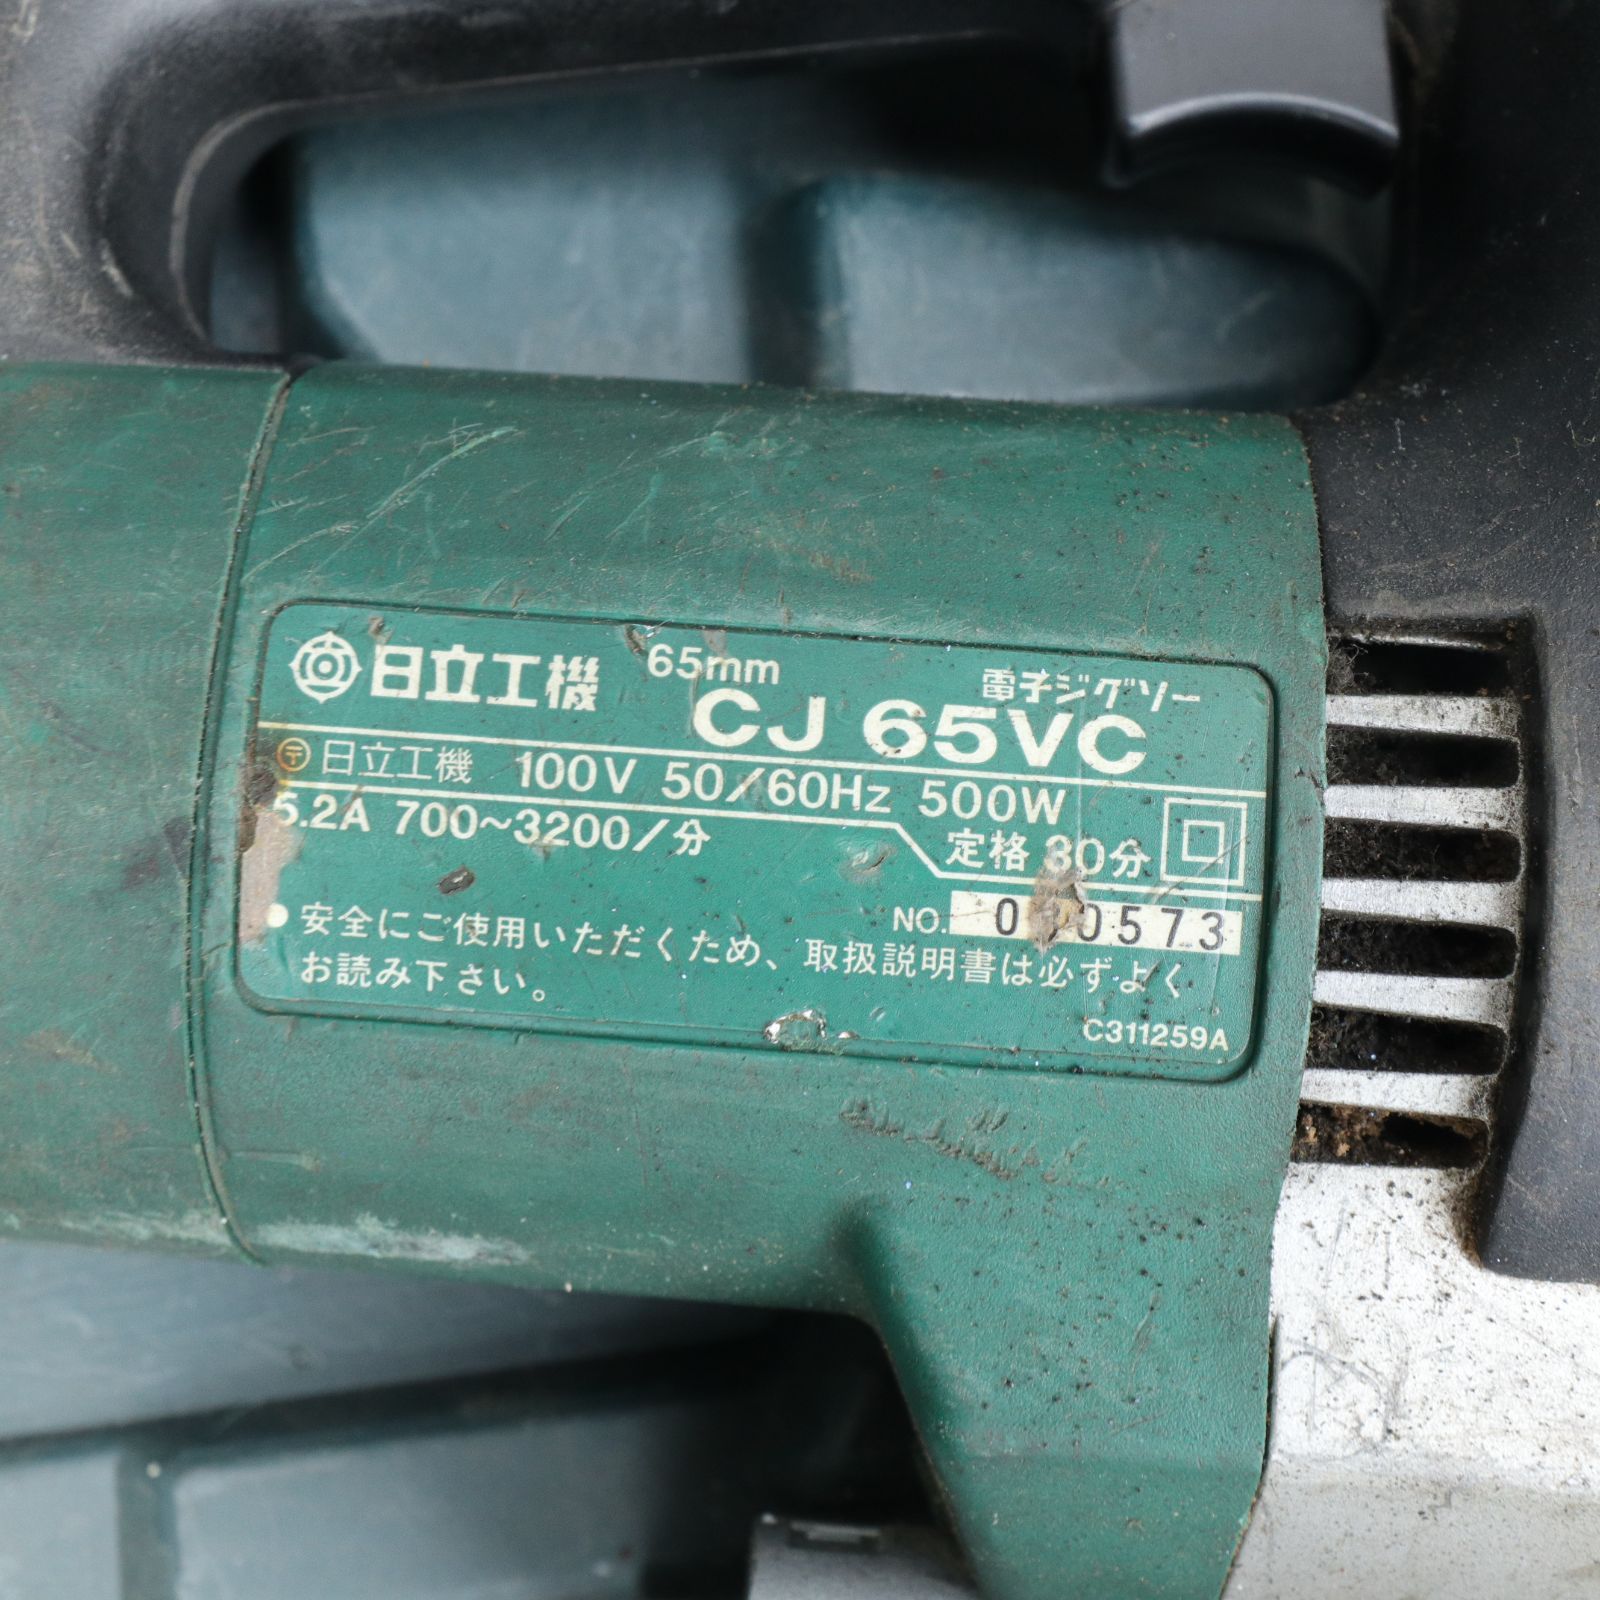 日立工機 65mm 電子ジグソー
CJ 65VC
〒 日立工機 100V 50/60Hz 500W
5.2A 700~3200/分 定格 30分
NO.
● 安全にご使用いただくため、取扱説明書は必ずよく
お読み下さい。
C311259A